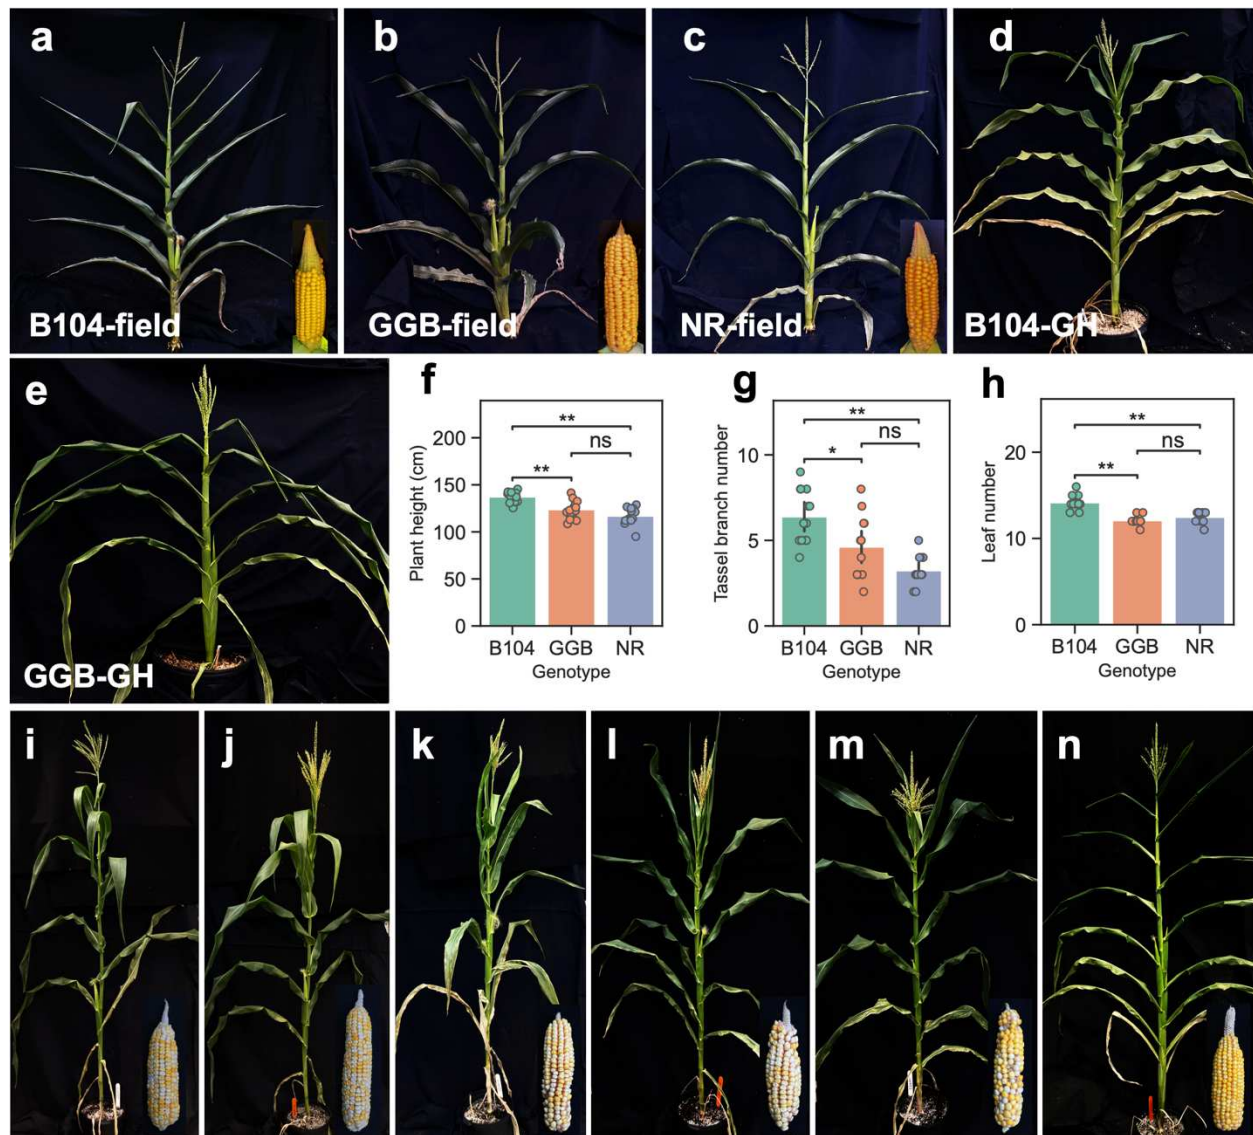 a
b
c
d
B104-field
GGB-field
NR-field
B104-GH
e
GGB-GH
f
Plant height (cm)
200
150
100
50
0
**
ns
**
B104 GGB NR
Genotype
g
Tassel branch number
10
5
0
**
ns
*
B104 GGB NR
Genotype
h
Leaf number
20
10
0
**
ns
**
B104 GGB NR
Genotype
i
j
k
l
m
n